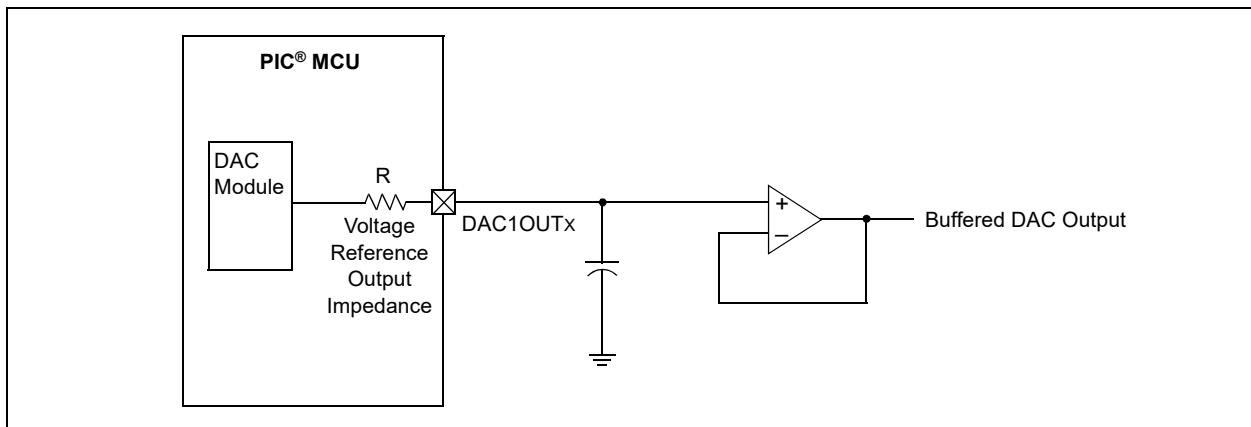 PIC® MCU
DAC
Module
R
Voltage
Reference
Output
Impedance
DAC1OUTX
+
–
Buffered DAC Output